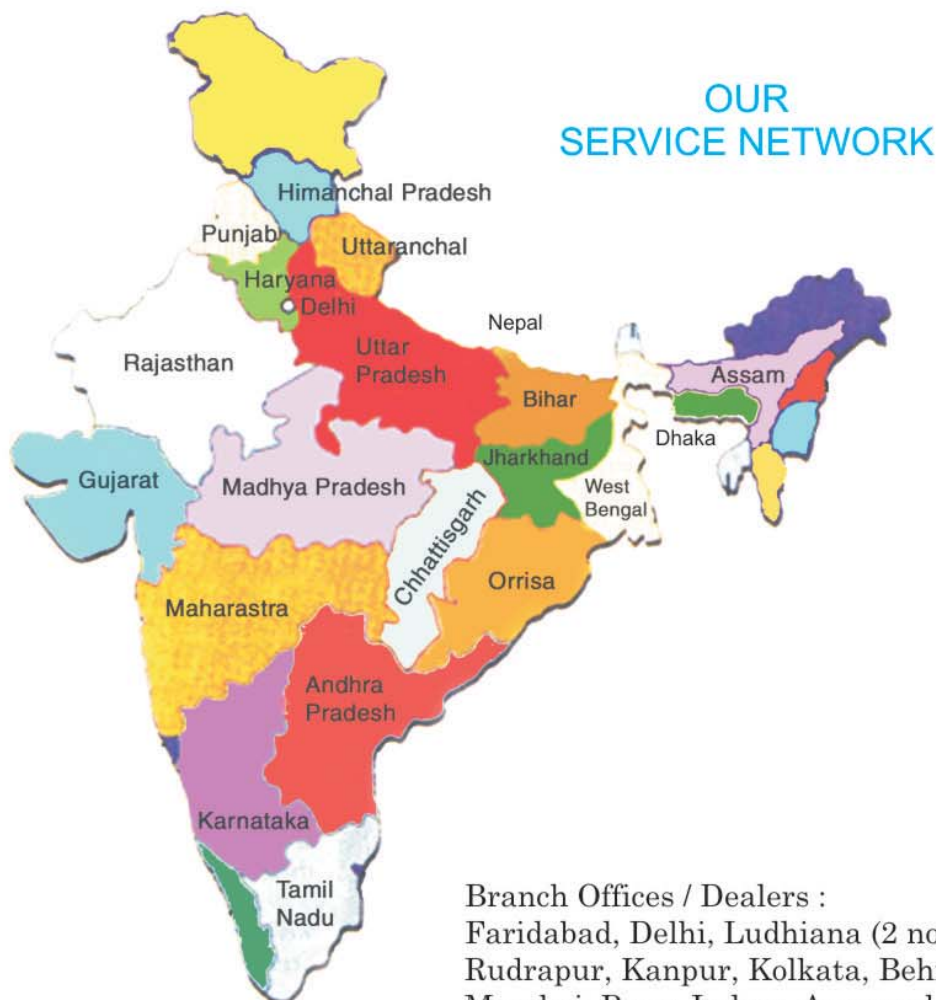 OUR
SERVICE NETWORK
Himanchal Pradesh
Punjab
Uttaranchal
Haryana
Delhi
Nepal
Rajasthan
Uttar
Pradesh
Assam
Bihar
Dhaka
Jharkhand
Gujarat
Madhya Pradesh
West
Bengal
Chhattisgarh
Orrisa
Maharastra
Andhra
Pradesh
Karnataka
Tamil
Nadu
Branch Offices / Dealers :
Faridabad, Delhi, Ludhiana (2 no
Rudrapur, Kanpur, Kolkata,